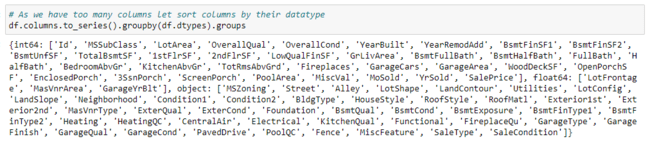 # As we have too many columns let sort columns by their datatype
df.columns.to_series().groupby(df.dtypes).groups
{int64: ['Id', 'MSSubClass', 'LotArea', 'OverallQual', 'OverallCond', 'YearBuilt', 'YearRemodAdd', 'BsmtFinSF1', 'BsmtFinSF2',
'BsmtUnfSF', 'TotalBsmtSF', '1stFlrSF', '2ndFlrSF', 'LowQualFinSF', 'GrLivArea', 'BsmtFullBath', 'BsmtHalfBath', 'FullBath', 'H
alfBath', 'BedroomAbvGr', 'KitchenAbvGr', 'TotRmsAbvGrd', 'Fireplaces', 'GarageCars', 'GarageArea', 'WoodDeckSF', 'OpenPorchS
F', 'EnclosedPorch', '3SsnPorch', 'ScreenPorch', 'PoolArea', 'MiscVal', 'MoSold', 'YrSold', 'SalePrice'], float64: ['LotFrontag
e', 'MasVnrArea', 'GarageYrBlt'], object: ['MSZoning', 'Street', 'Alley', 'LotShape', 'LandContour', 'Utilities', 'LotConfig',
'LandSlope', 'Neighborhood', 'Condition1', 'Condition2', 'BldgType', 'HouseStyle', 'RoofStyle', 'RoofMatl', 'Exterior1st', 'Ext
erior2nd', 'MasVnrType', 'ExterQual', 'ExterCond', 'Foundation', 'BsmtQual', 'BsmtCond', 'BsmtExposure', 'BsmtFinType1', 'BsmtF
inType2', 'Heating', 'HeatingQC', 'CentralAir', 'Electrical', 'KitchenQual', 'Functional', 'FireplaceQu', 'GarageType', 'Garage
Finish', 'GarageQual', 'GarageCond', 'PavedDrive', 'PoolQC', 'Fence', 'MiscFeature', 'SaleType', 'SaleCondition']}